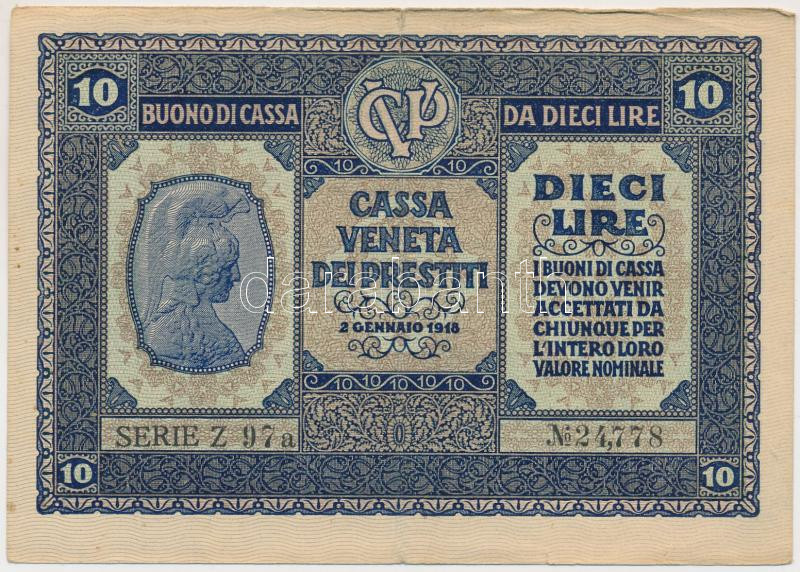 10
BUONO DI CASSA
CVP
DA DIECI LIRE
10
10 10 10
CASSA
VENETA
DEI PRESTITI
2 GENNAIO 1918
10 10 10 10 10
DIECI
LIRE
I BUONI DI CASSA
DEVONO VENIR
ACCETTATI DA
CHIUNQUE PER
L'INTERO LORO
VALORE NOMINALE
SERIE Z 97a
№ 24,778
10
10
darabanth